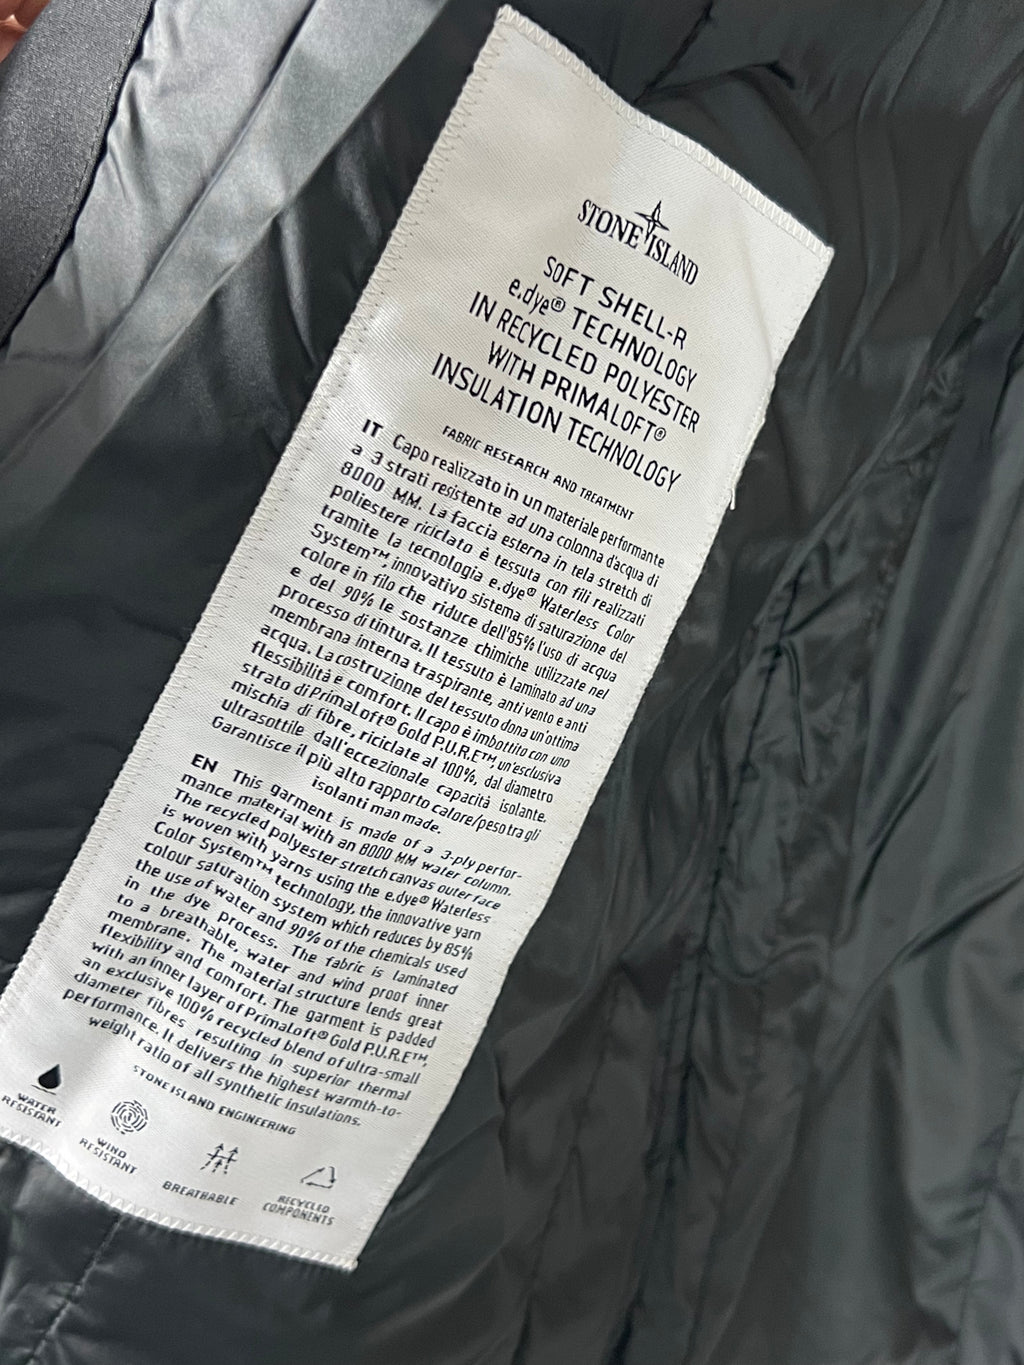 STONE ISLAND
SOFT SHELL-R
e.dye® TECHNOLOGY
IN RECYCLED POLYESTER
WITH PRIMALOFT®
INSULATION TECHNOLOGY
FABRIC RESEARCH AND TREATMENT
IT Capo realizzato in un materiale performante
a 3 strati resistente ad una colonna d'acqua di
8000 MM. La faccia esterna in tela stretch di
poliestere riciclato è tessuta con fili realizzati
tramite la tecnologia e.dye® Waterless Color
System™, innovativo sistema di saturazione del
colore in filo che riduce dell'85% l'uso di acqua
e del 90% le sostanze chimiche utilizzate nel
processo di tintura. Il tessuto è laminato ad una
membrana interna traspirante, anti vento e anti
acqua. La costruzione del tessuto dona un'ottima
flessibilità e comfort. Il capo è imbottito con uno
strato di PrimaLoft® Gold P.U.R.E™, un'esclusiva
mischia di fibre, riciclate al 100%, dal diametro
ultrasottile dall'eccezionale capacità isolante.
Garantisce il più alto rapporto calore/peso tra gli
isolanti man made.
EN This garment is made of a 3-ply perfor-
mance material with an 8000 MM water column.
The recycled polyester stretch canvas outer face
is woven with yarns using the e.dye® Waterless
Color System™ technology, the innovative yarn
colour saturation system which reduces by 85%
the use of water and 90% of the chemicals used
in the dye process. The fabric is laminated
to a breathable, water and wind proof inner
membrane. The material structure lends great
flexibility and comfort. The garment is padded
with an inner layer of PrimaLoft® Gold P.U.R.E™,
an exclusive 100% recycled blend of ultra-small
diameter fibres resulting in superior thermal
performance. It delivers the highest warmth-to-
weight ratio of all synthetic insulations.
STONE ISLAND ENGINEERING
WATER
RESISTANT
WIND
RESISTANT
BREATHABLE
RECYCLED
COMPONENTS